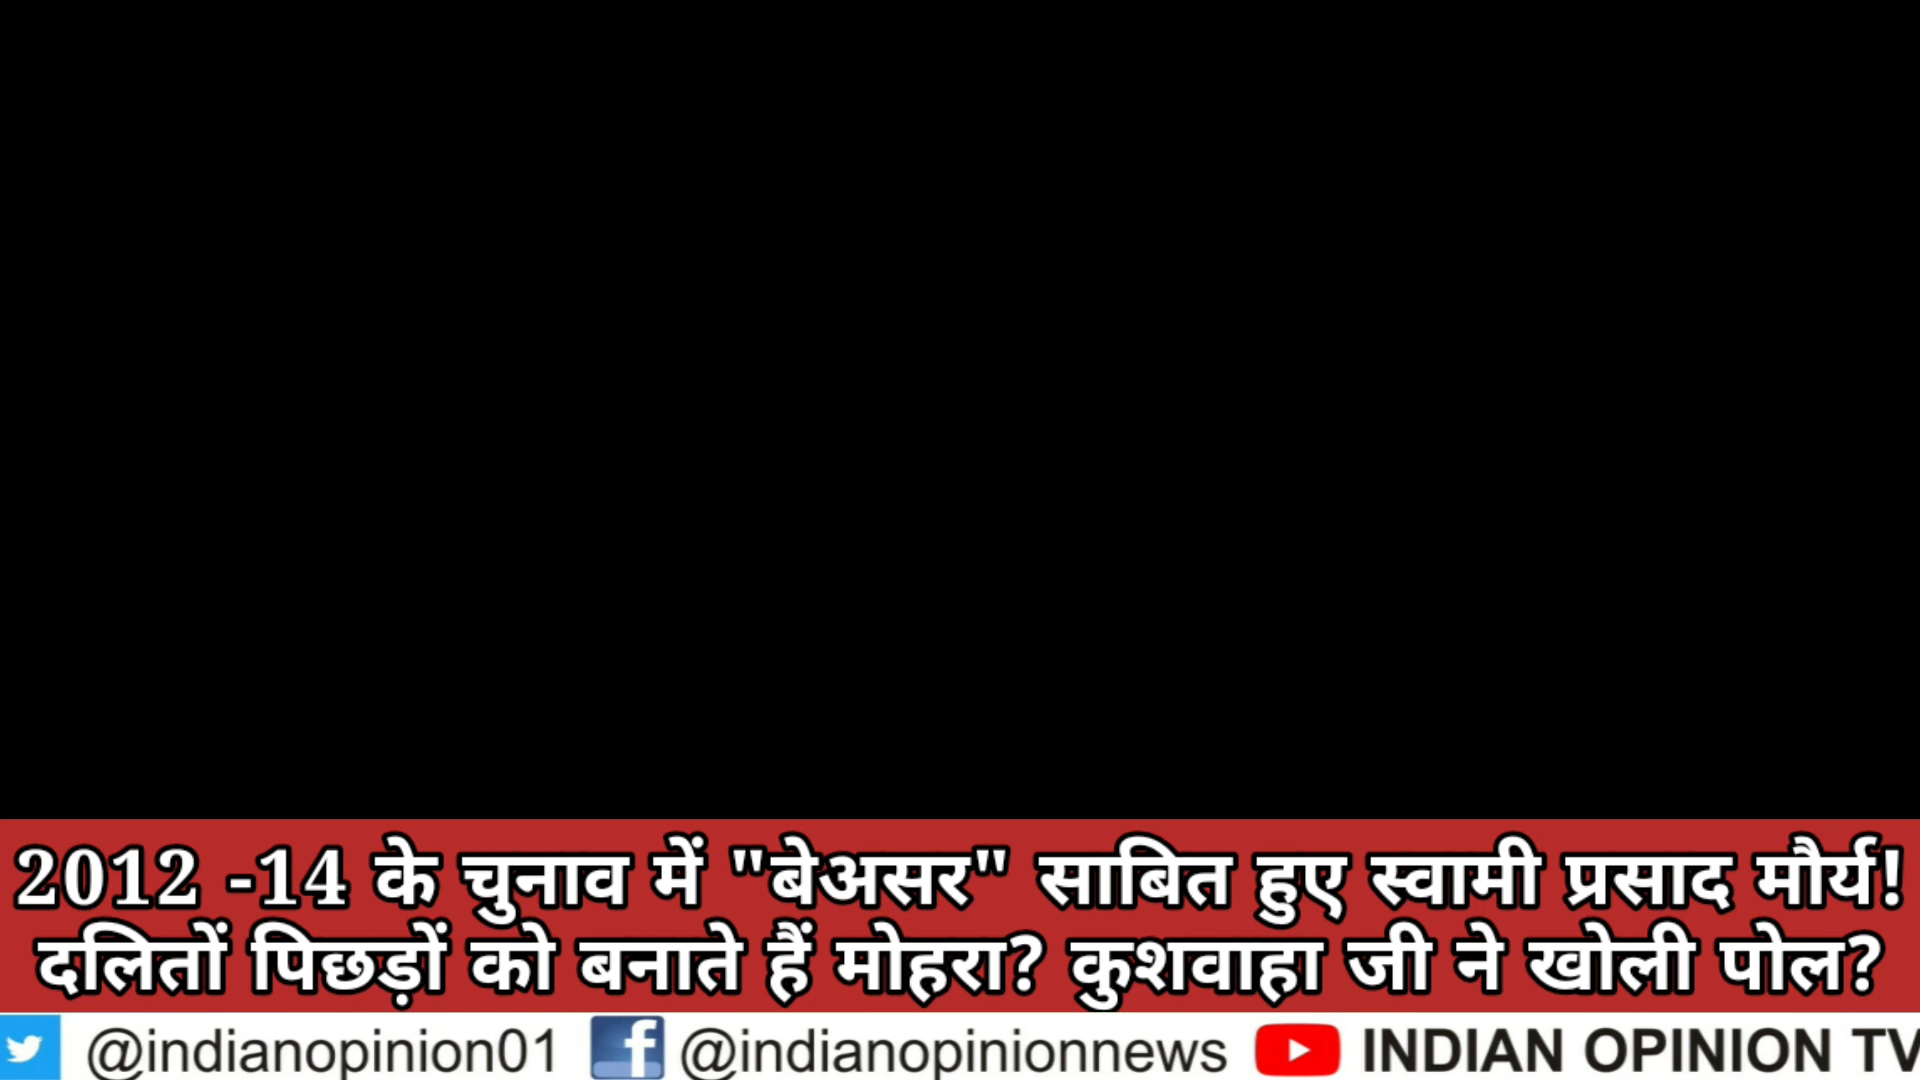 2012 -14 के चुनाव में "बेअसर" साबित हुए स्वामी प्रसाद मौर्य!
दलितों पिछड़ों को बनाते हैं मोहरा? कुशवाहा जी ने खोली पोल?
@indianopinion01 @indianopinionnews INDIAN OPINION TV